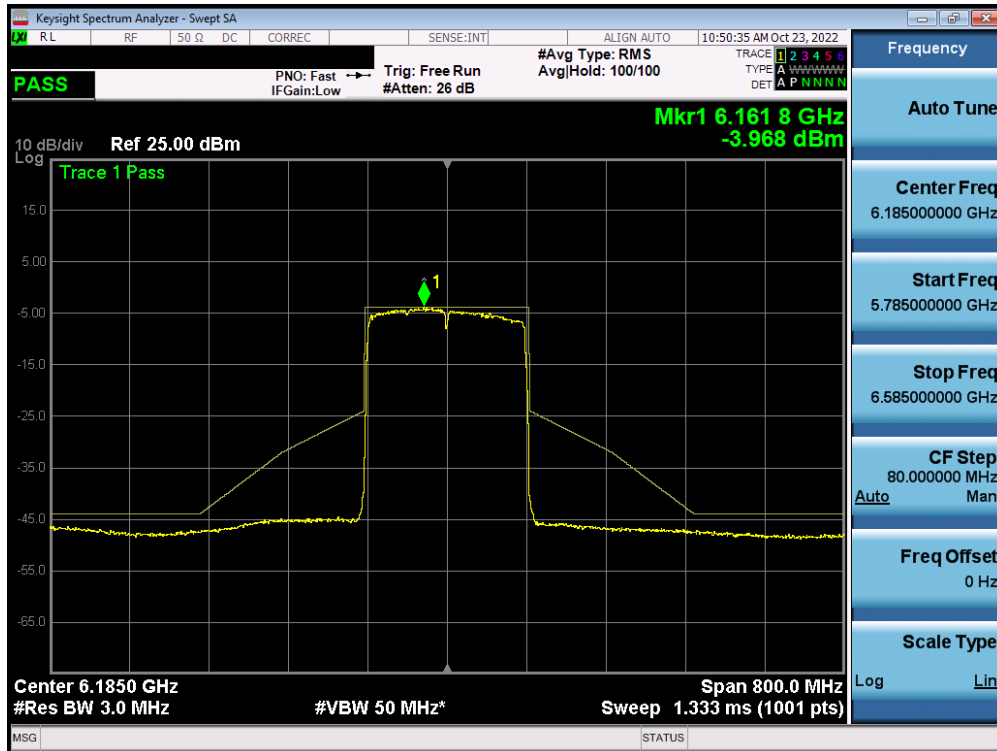 Keysight Spectrum Analyzer - Swept SA
LXI RL RF 50 Ω DC CORREC SENSE:INT ALIGN AUTO 10:50:35 AM Oct 23, 2022
PASS
PNO: Fast
IFGain:Low
Trig: Free Run
#Atten: 26 dB
#Avg Type: RMS
Avg|Hold: 100/100
TRACE 1 2 3 4 5 6
TYPE A WWWWW
DET A P N N N N
Mkr1 6.161 8 GHz
-3.968 dBm
10 dB/div Ref 25.00 dBm
Log
Trace 1 Pass
15.0
5.00
1
-5.00
-15.0
-25.0
-35.0
-45.0
-55.0
-65.0
Center 6.1850 GHz Span 800.0 MHz
#Res BW 3.0 MHz #VBW 50 MHz* Sweep 1.333 ms (1001 pts)
MSG STATUS
Frequency
Auto Tune
Center Freq
6.185000000 GHz
Start Freq
5.785000000 GHz
Stop Freq
6.585000000 GHz
CF Step
80.000000 MHz
Auto Man
Freq Offset
0 Hz
Scale Type
Log Lin